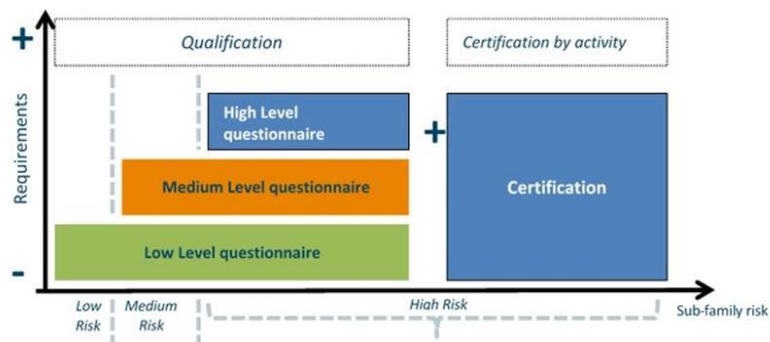 +
Qualification
Certification by activity
Requirements
High Level
questionnaire
+
Medium Level questionnaire
Certification
Low Level questionnaire
-
Low
Risk
Medium
Risk
High Risk
Sub-family risk